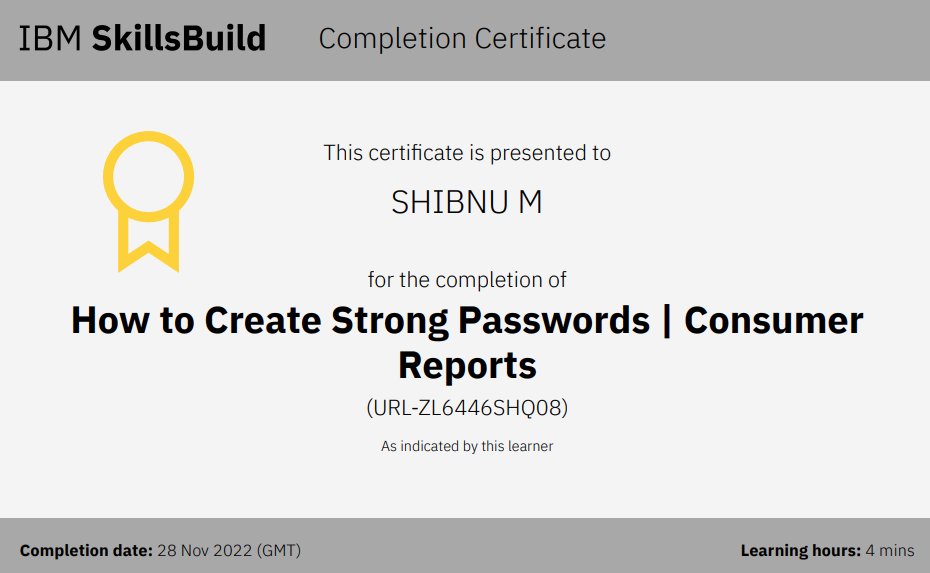 IBM SkillsBuild Completion Certificate
This certificate is presented to
SHIBNU M
for the completion of
How to Create Strong Passwords | Consumer
Reports
(URL-ZL6446SHQ08)
As indicated by this learner
Completion date: 28 Nov 2022 (GMT) Learning hours: 4 mins